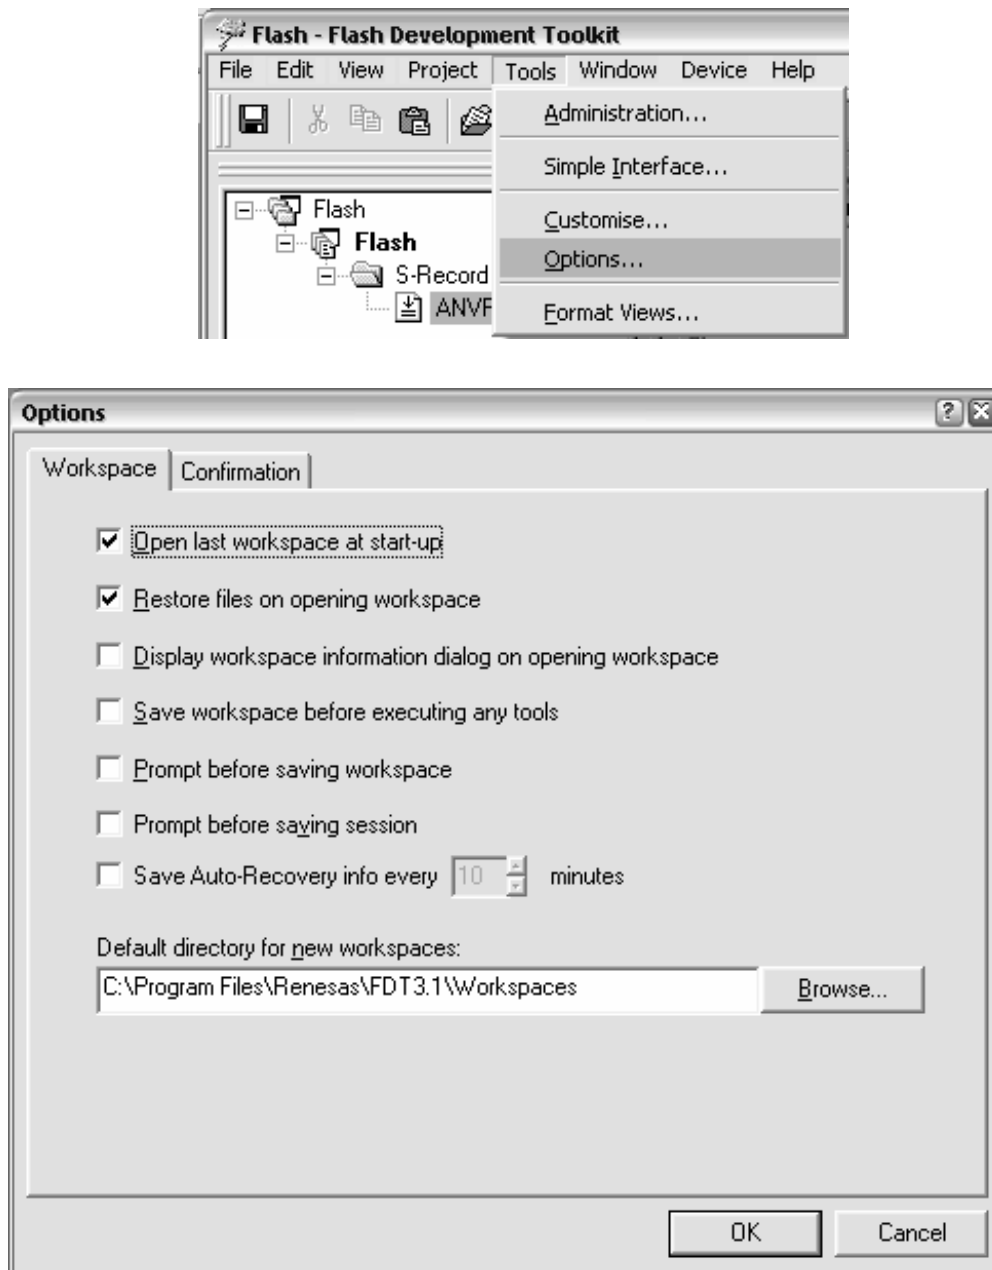 Flash - Flash Development Toolkit
File Edit View Project Tools Window Device Help
Administration...
Simple Interface...
Customise...
Options...
Format Views...
Flash
Flash
S-Record
ANVF
Options
Workspace Confirmation
Open last workspace at start-up
Restore files on opening workspace
Display workspace information dialog on opening workspace
Save workspace before executing any tools
Prompt before saving workspace
Prompt before saving session
Save Auto-Recovery info every 10 minutes
Default directory for new workspaces:
C:\Program Files\Renesas\FDT3.1\Workspaces Browse...
OK Cancel